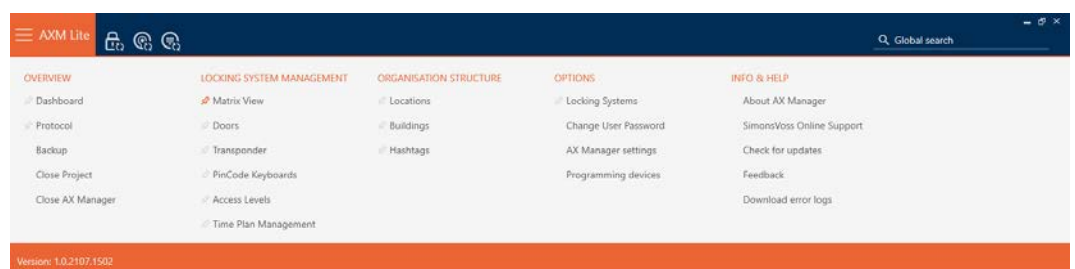 AXM Lite
Global search
OVERVIEW
Dashboard
Protocol
Backup
Close Project
Close AX Manager
LOCKING SYSTEM MANAGEMENT
Matrix View
Doors
Transponder
PinCode Keyboards
Access Levels
Time Plan Management
ORGANISATION STRUCTURE
Locations
Buildings
Hashtags
OPTIONS
Locking Systems
Change User Password
AX Manager settings
Programming devices
INFO & HELP
About AX Manager
SimonsVoss Online Support
Check for updates
Feedback
Download error logs
Version: 1.0.2107.1502